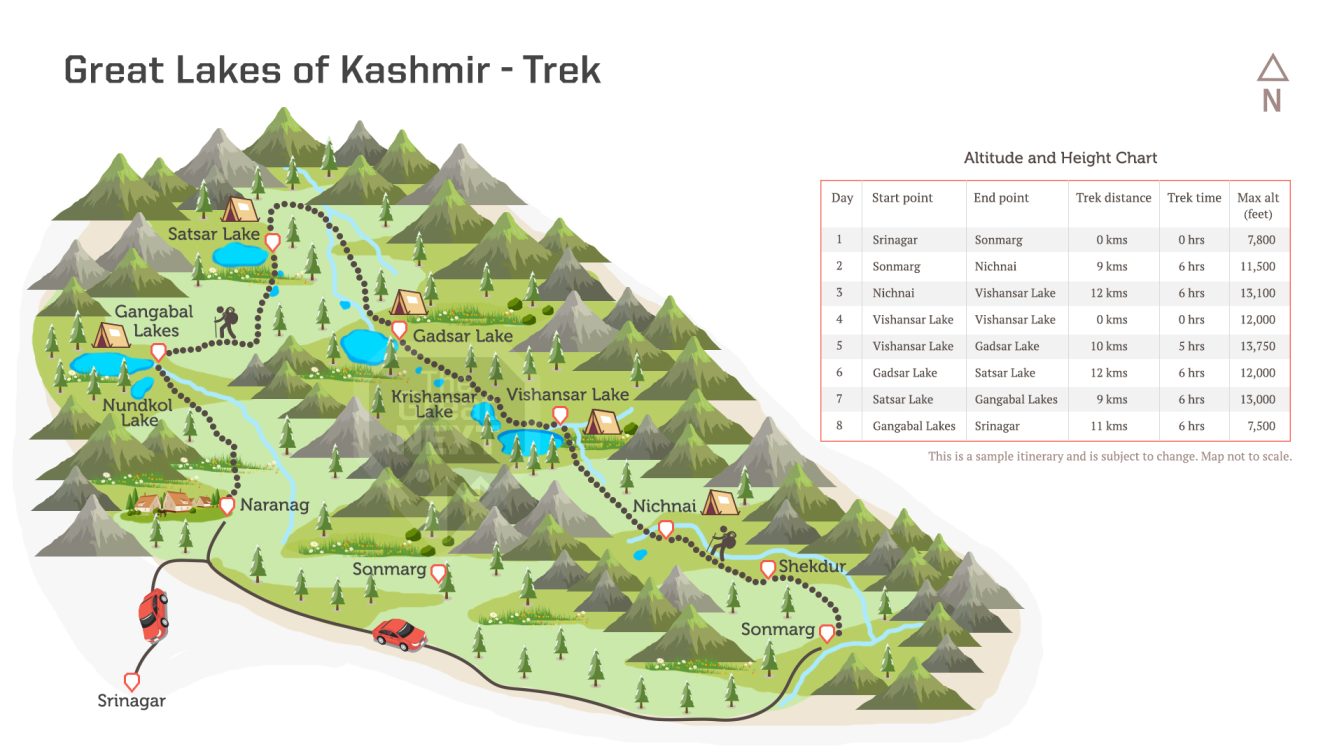 Great Lakes of Kashmir - Trek
N
Altitude and Height Chart
Day Start point End point Trek distance Trek time Max alt
(feet)
1 Srinagar Sonmarg 0 kms 0 hrs 7,800
2 Sonmarg Nichnai 9 kms 6 hrs 11,500
3 Nichnai Vishansar Lake 12 kms 6 hrs 13,100
4 Vishansar Lake Vishansar Lake 0 kms 0 hrs 12,000
5 Vishansar Lake Gadsar Lake 10 kms 5 hrs 13,750
6 Gadsar Lake Satsar Lake 12 kms 6 hrs 12,000
7 Satsar Lake Gangabal Lakes 9 kms 6 hrs 13,000
8 Gangabal Lakes Srinagar 11 kms 6 hrs 7,500
This is a sample itinerary and is subject to change. Map not to scale.
Satsar Lake
Gangabal
Lakes
Gadsar Lake
Nundkol
Lake
Krishansar
Lake
Vishansar Lake
Naranag
Nichnai
Sonmarg
Shekdur
Sonmarg
Srinagar